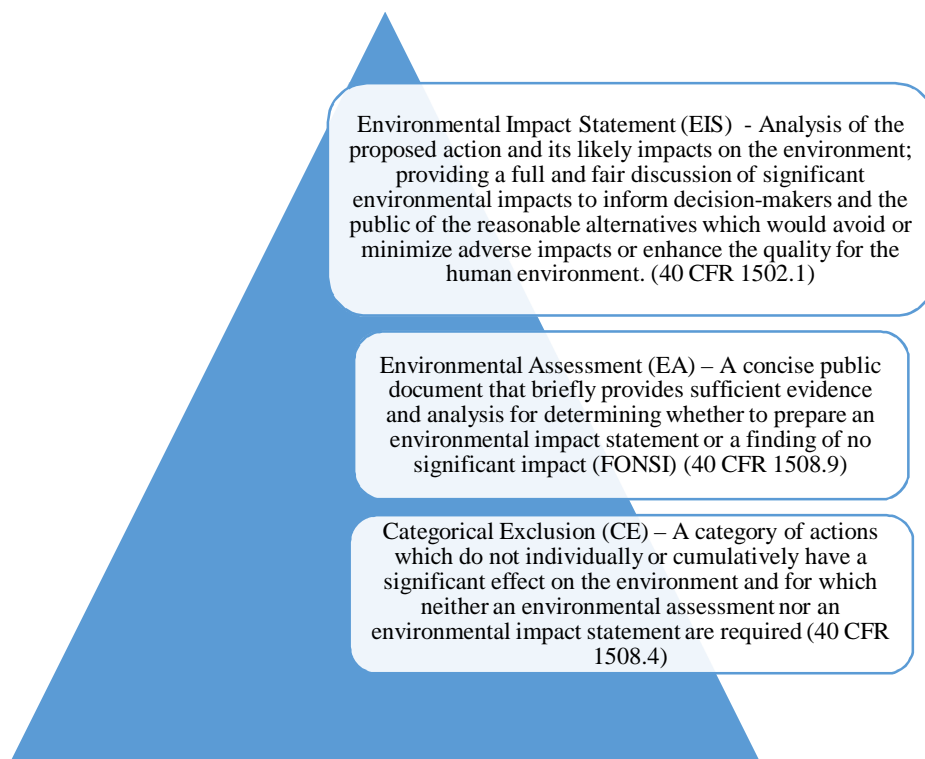 Environmental Impact Statement (EIS)  - Analysis of the
proposed action and its likely impacts on the environment;
providing a full and fair discussion of significant
environmental impacts to inform decision-makers and the
public of the reasonable alternatives which would avoid or
minimize adverse impacts or enhance the quality for the
human environment. (40 CFR 1502.1)
Environmental Assessment (EA) – A concise public
document that briefly provides sufficient evidence
and analysis for determining whether to prepare an
environmental impact statement or a finding of no
significant impact (FONSI) (40 CFR 1508.9)
Categorical Exclusion (CE) – A category of actions
which do not individually or cumulatively have a
significant effect on the environment and for which
neither an environmental assessment nor an
environmental impact statement are required (40 CFR
1508.4)